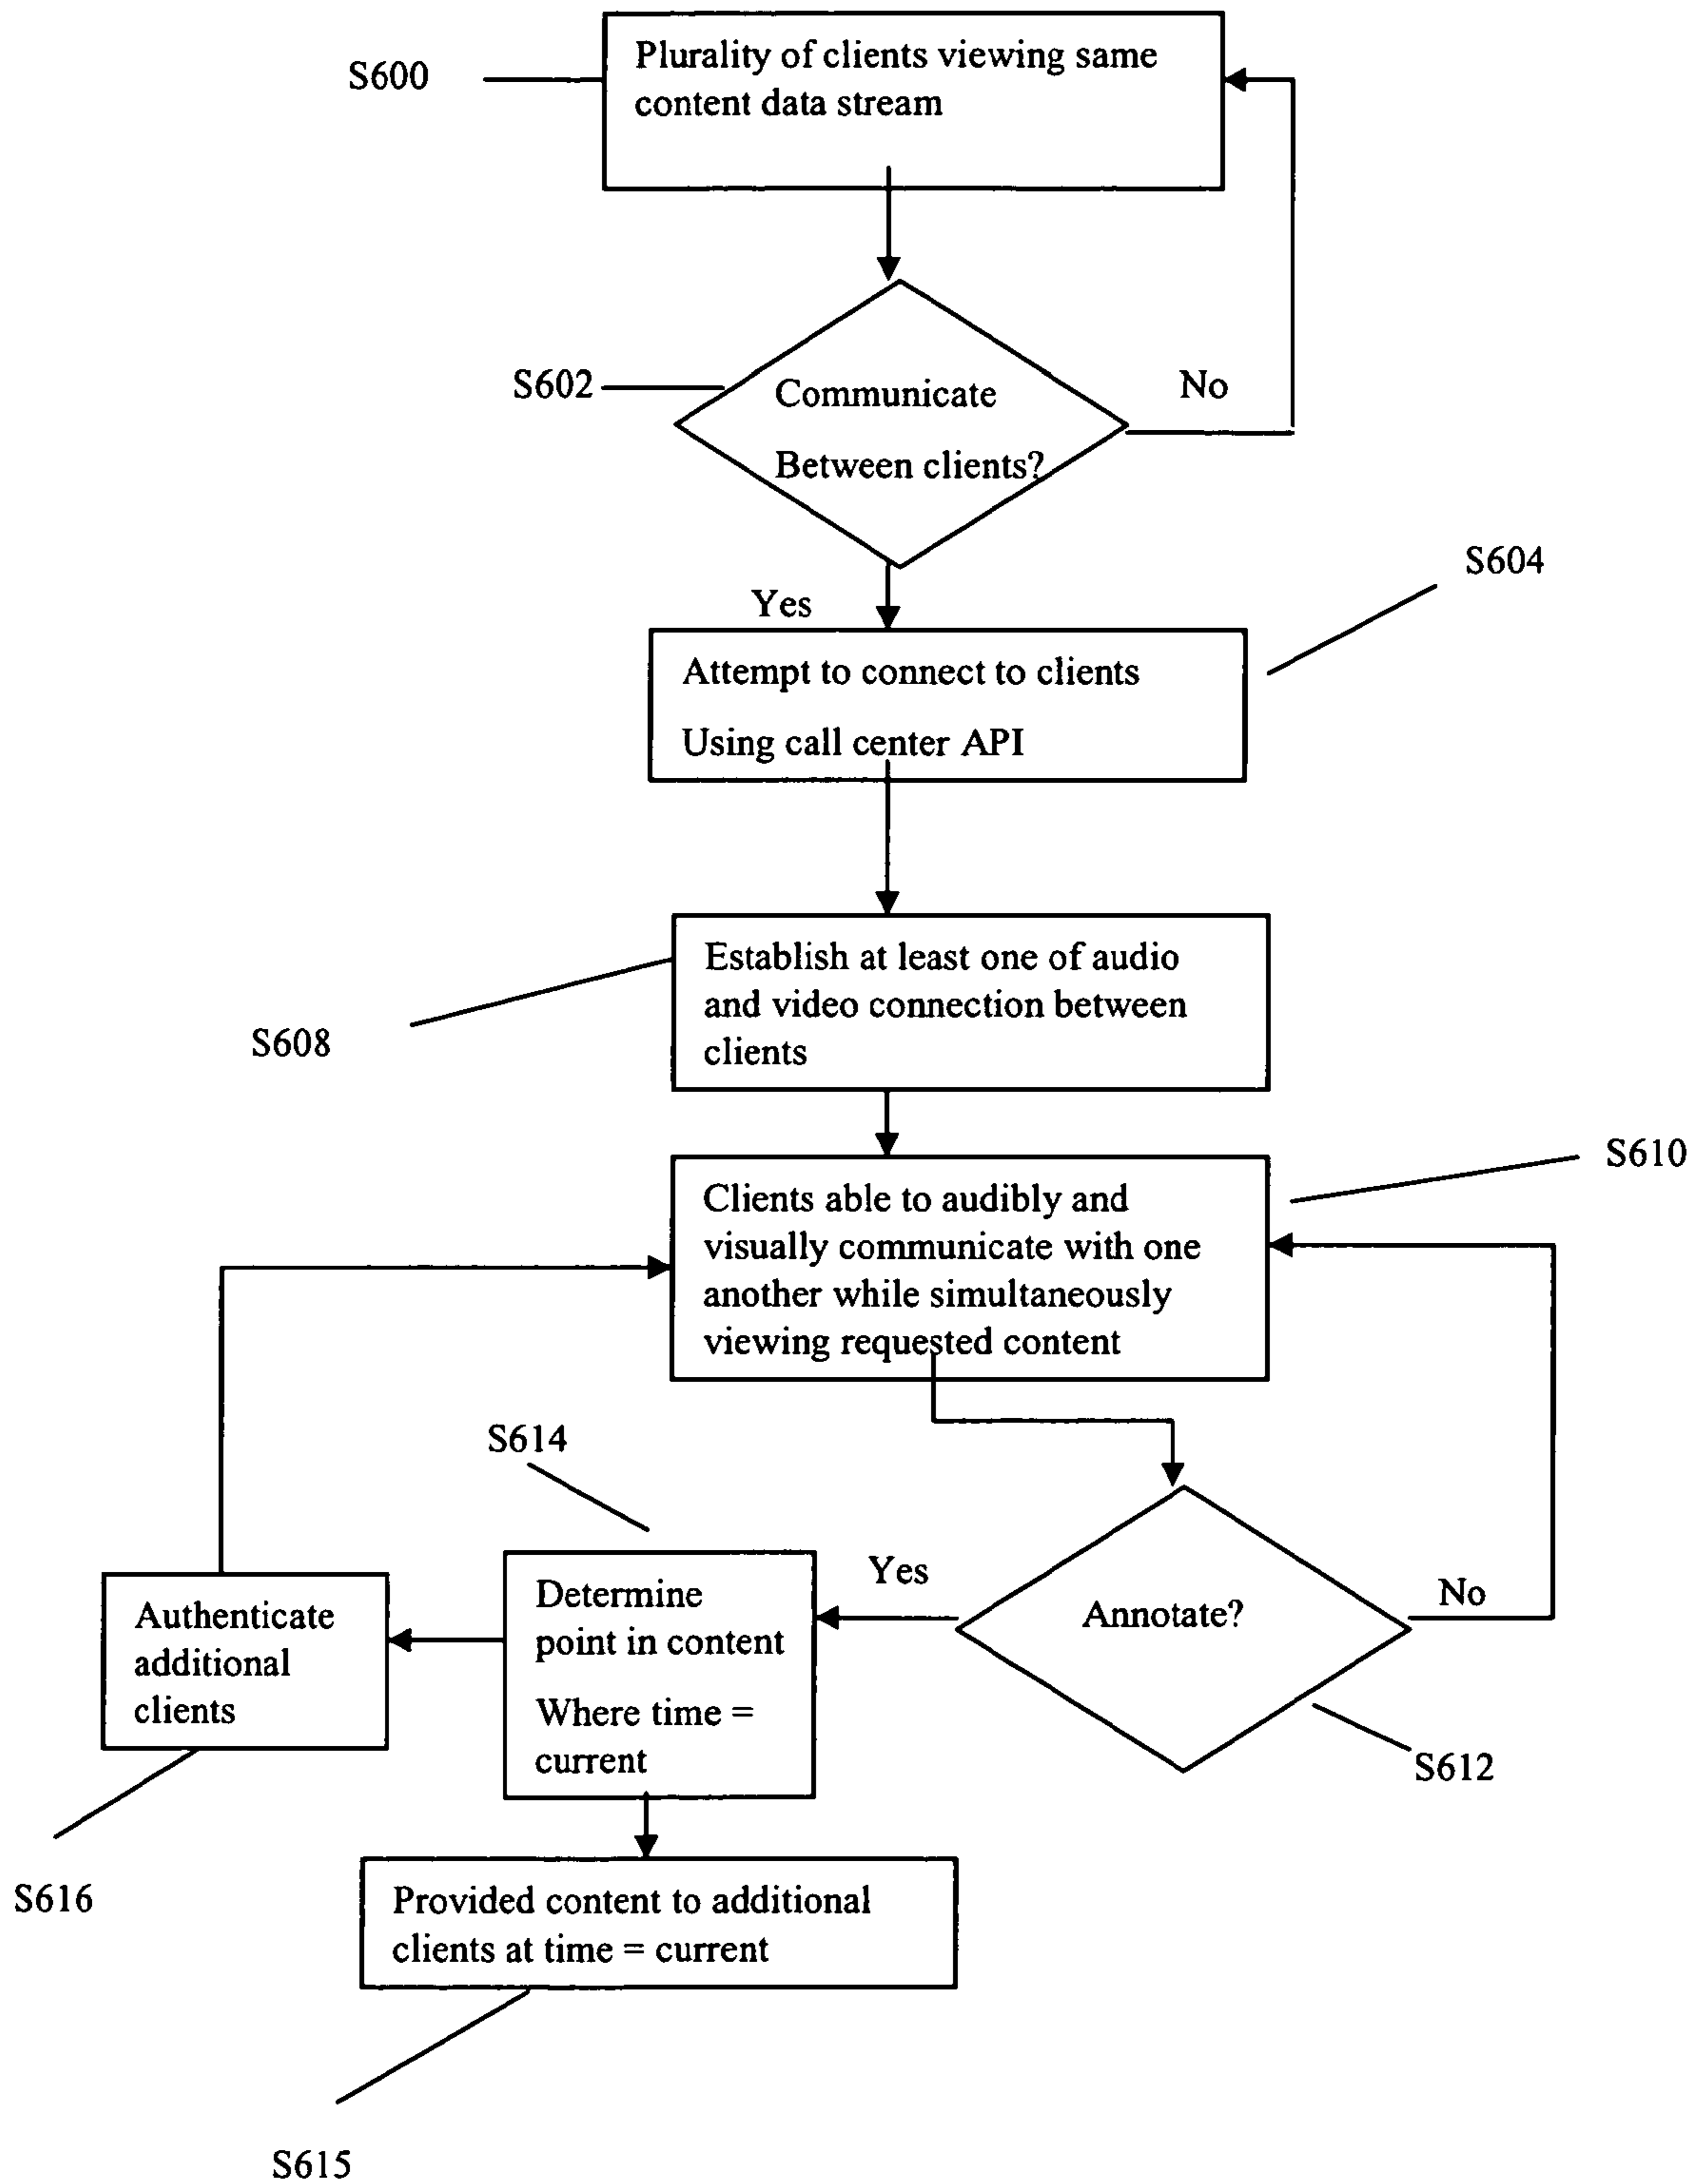 S600
Plurality of clients viewing same
content data stream
S602
Communicate
Between clients?
No
Yes
S604
Attempt to connect to clients
Using call center API
S608
Establish at least one of audio
and video connection between
clients
S610
Clients able to audibly and
visually communicate with one
another while simultaneously
viewing requested content
S614
Yes
Annotate?
No
S612
Determine
point in content
Where time =
current
Authenticate
additional
clients
S616
Provided content to additional
clients at time = current
S615